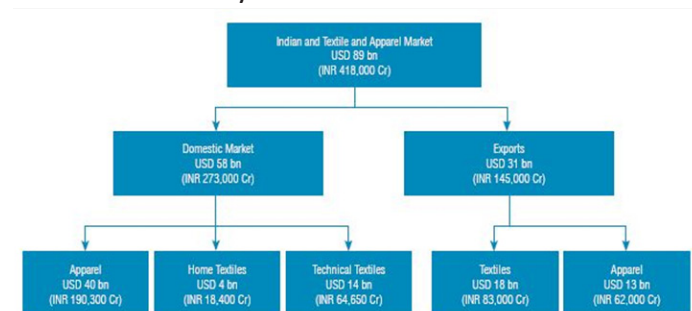 Indian and Textile and Apparel Market
USD 89 bn
(INR 418,000 Cr)
Domestic Market
USD 58 bn
(INR 273,000 Cr)
Exports
USD 31 bn
(INR 145,000 Cr)
Apparel
USD 40 bn
(INR 190,300 Cr)
Home Textiles
USD 4 bn
(INR 18,400 Cr)
Technical Textiles
USD 14 bn
(INR 64,650 Cr)
Textiles
USD 18 bn
(INR 83,000 Cr)
Apparel
USD 13 bn
(INR 62,000 Cr)